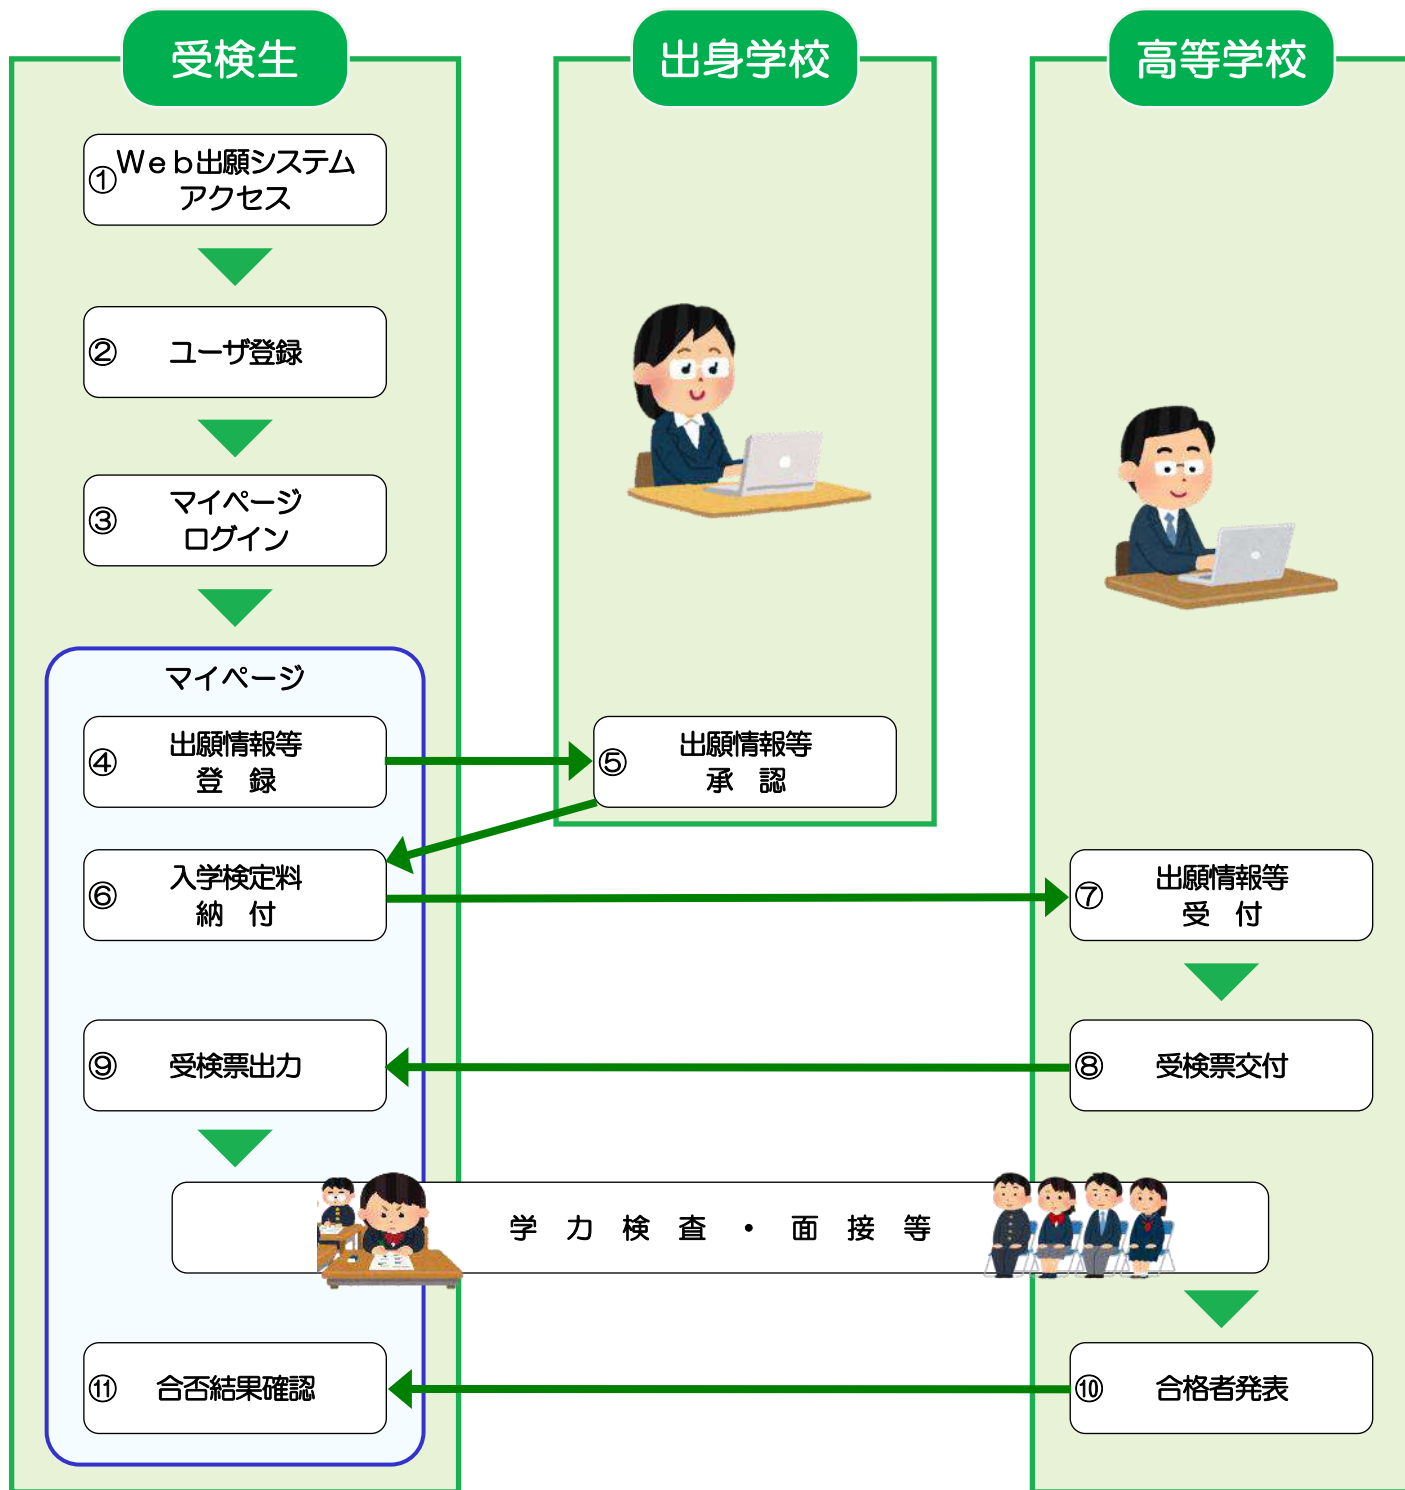 受検生
出身学校
高等学校
①Ｗｅｂ出願システム
アクセス
② ユーザ登録
③ マイページ
ログイン
マイページ
④ 出願情報等
登　録
⑤ 出願情報等
承　認
⑥ 入学検定料
納　付
⑦ 出願情報等
受　付
⑧ 受検票交付
⑨ 受検票出力
学　力　検　査　・　面　接　等
⑩ 合格者発表
⑪ 合否結果確認